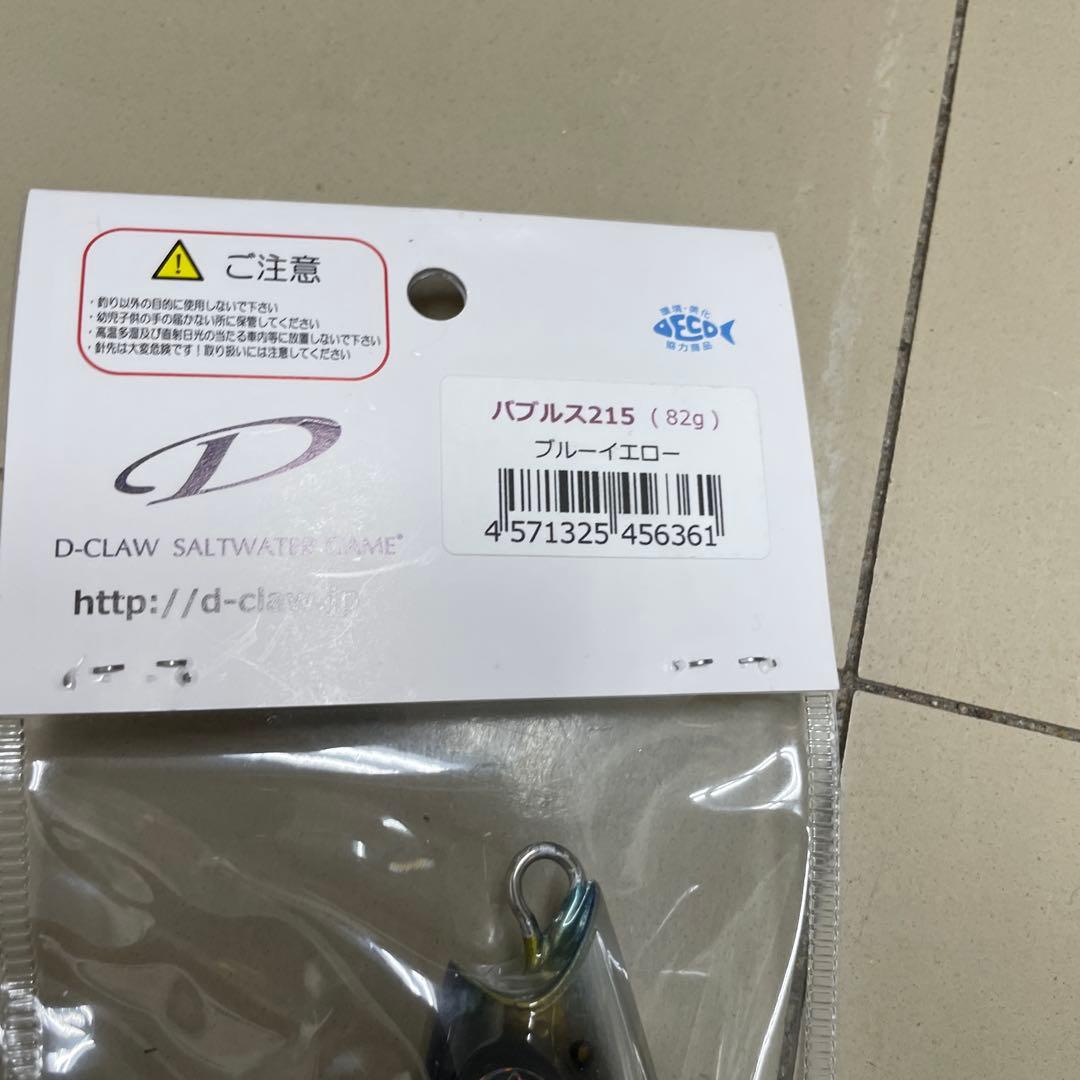 ご注意
・釣り以外の目的に使用しないで下さい
・幼児子供の手の届かない所に保管してください
・高温多湿及び直射日光の当たる車内等に放置しないで下さい
・針先は大変危険です！取り扱いには注意してください
環境・美化
ECO
協力商品
バブルス215 (82g)
ブルーイエロー
4 571325 456361
D
D-CLAW SALTWATER GAME®
http://d-claw.jp